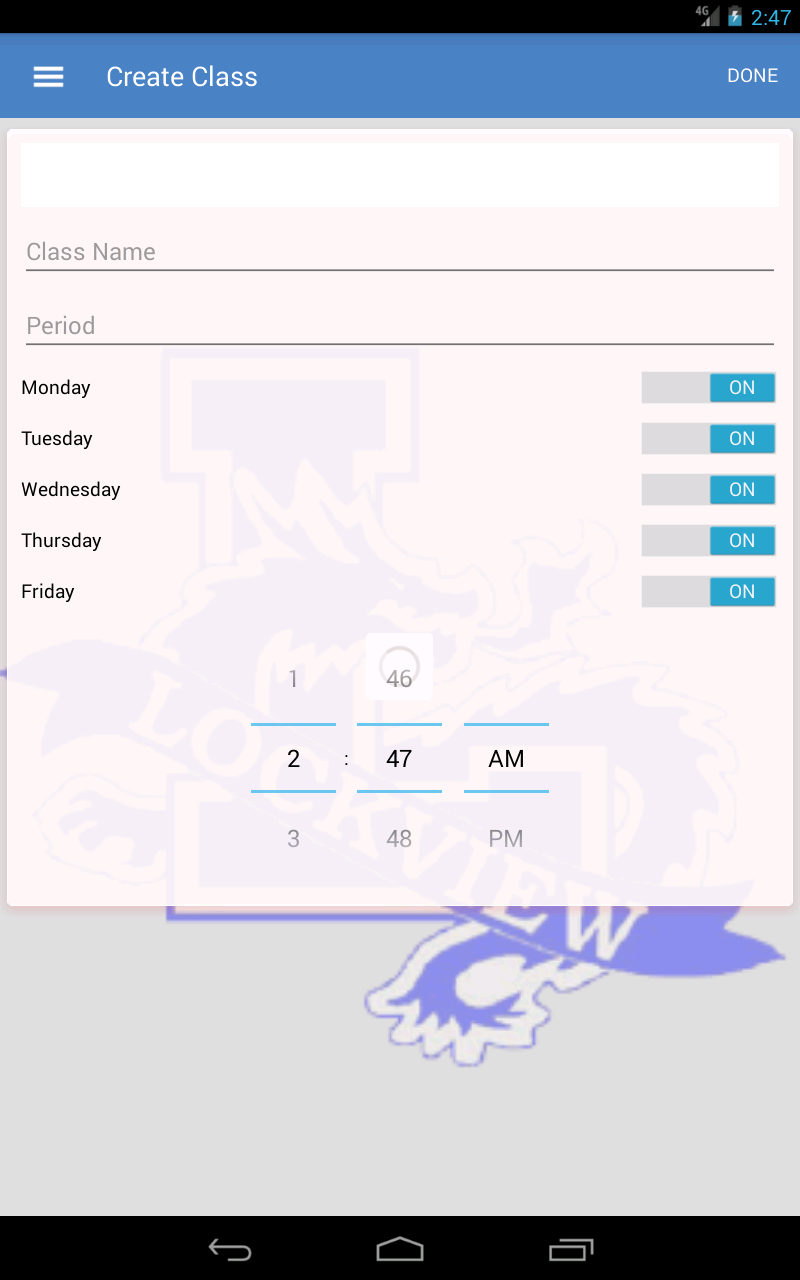 4G 2:47
Create Class DONE
Class Name
Period
Monday ON
Tuesday ON
Wednesday ON
Thursday ON
Friday ON
1 46
2 : 47 AM
3 48 PM
LOCKVIEW